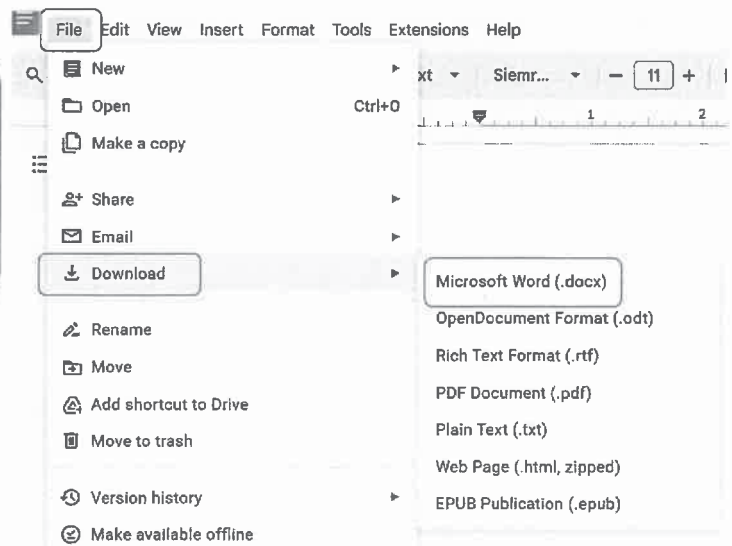 File Edit View Insert Format Tools Extensions Help
New
xt Siemr... − 11 +
Open Ctrl+O
1 2
Make a copy
Share
Email
Download
Microsoft Word (.docx)
OpenDocument Format (.odt)
Rename
Rich Text Format (.rtf)
Move
PDF Document (.pdf)
Add shortcut to Drive
Plain Text (.txt)
Move to trash
Web Page (.html, zipped)
Version history
EPUB Publication (.epub)
Make available offline